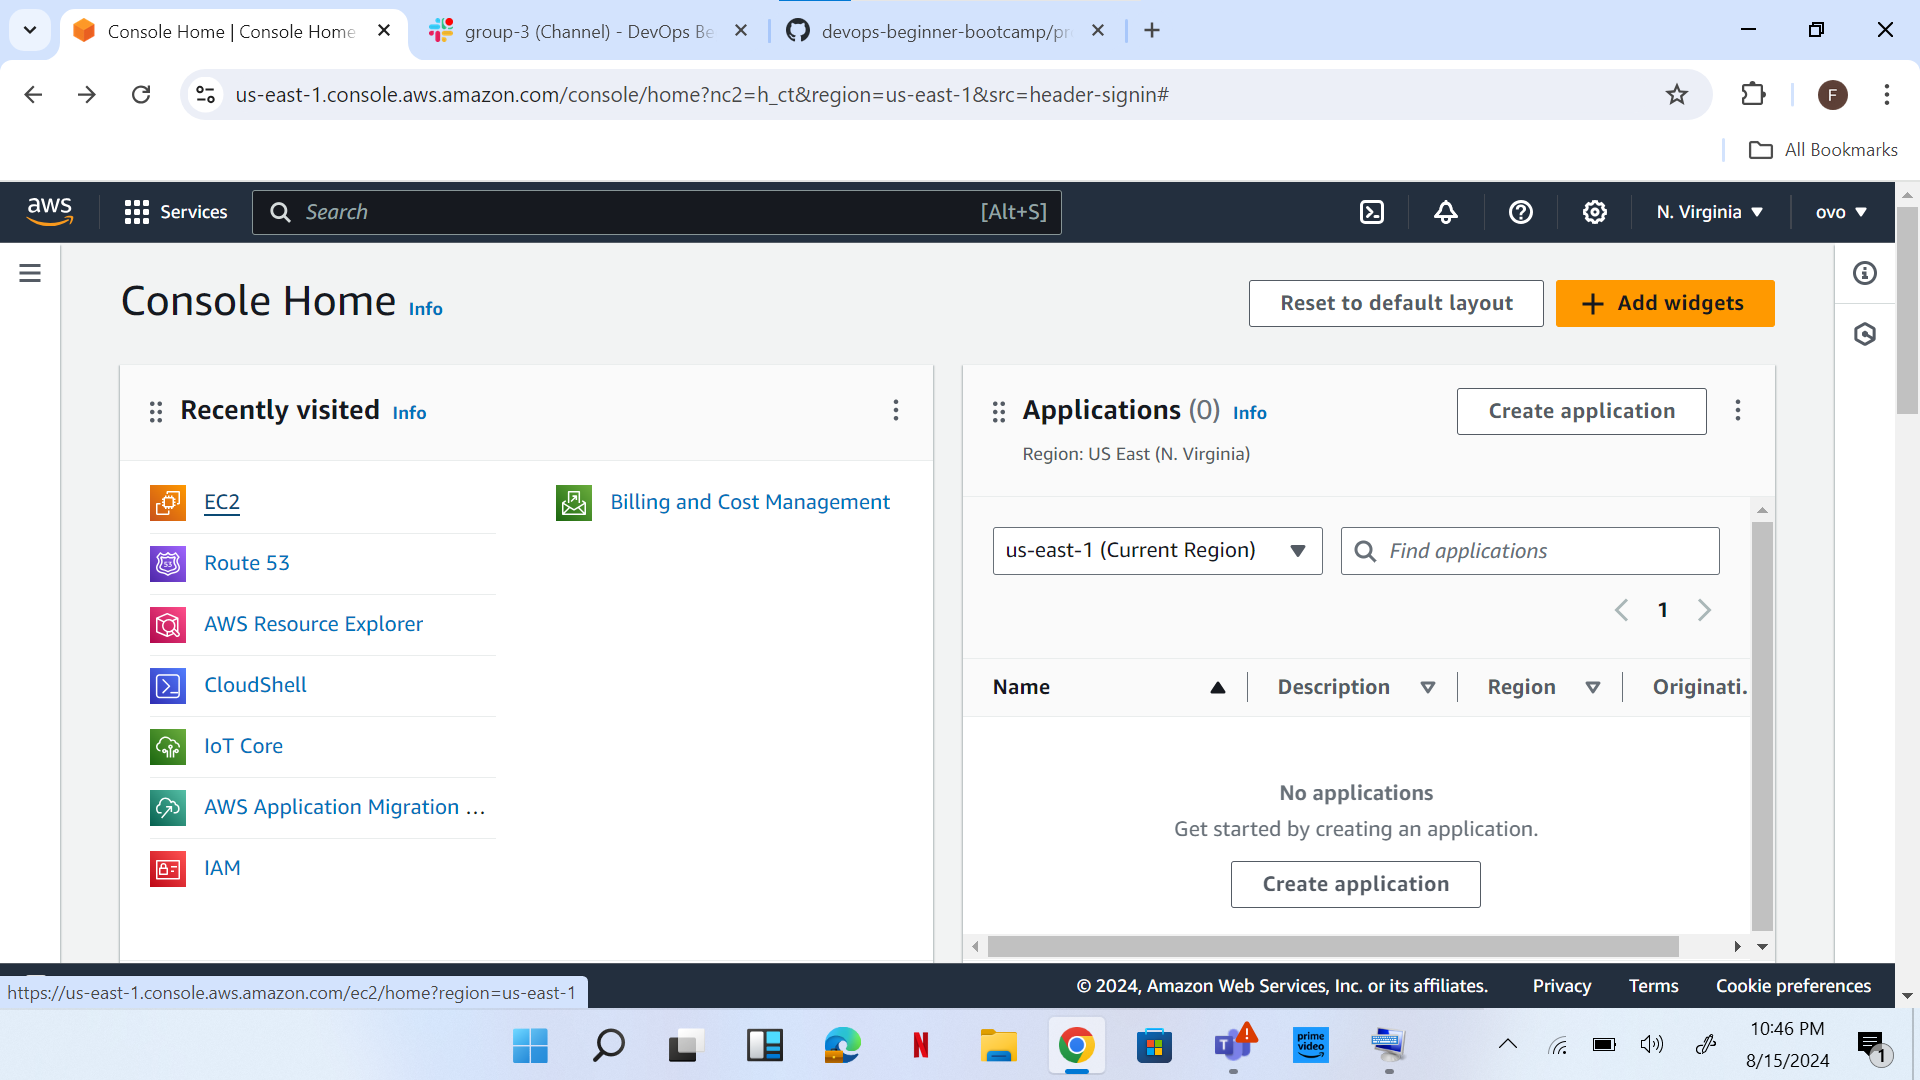 Console Home | Console Home
group-3 (Channel) - DevOps Be
devops-beginner-bootcamp/pr
us-east-1.console.aws.amazon.com/console/home?nc2=h_ct&region=us-east-1&src=header-signin#
F
All Bookmarks
aws
Services
Search
[Alt+S]
N. Virginia
ovo
Console Home Info
Reset to default layout
Add widgets
Recently visited Info
EC2
Route 53
AWS Resource Explorer
CloudShell
IoT Core
AWS Application Migration ...
IAM
Billing and Cost Management
Applications (0) Info
Region: US East (N. Virginia)
Create application
us-east-1 (Current Region)
Find applications
1
Name
Description
Region
Originati.
No applications
Get started by creating an application.
Create application
https://us-east-1.console.aws.amazon.com/ec2/home?region=us-east-1
© 2024, Amazon Web Services, Inc. or its affiliates.
Privacy
Terms
Cookie preferences
N
T
prime
video
10:46 PM
8/15/2024
1